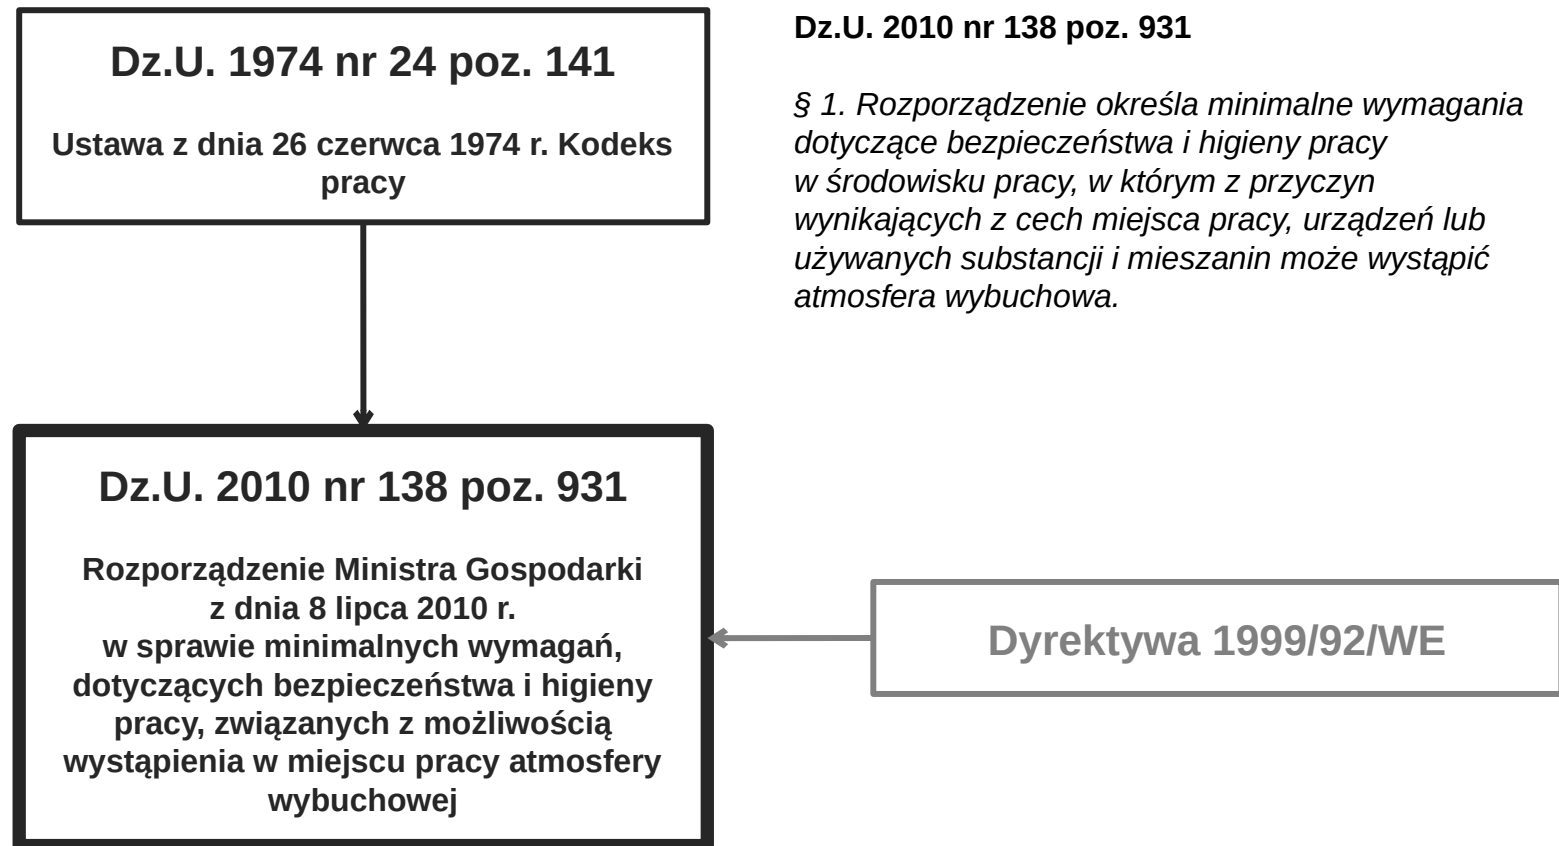 Dz.U. 1974 nr 24 poz. 141
Ustawa z dnia 26 czerwca 1974 r. Kodeks
pracy
Dz.U. 2010 nr 138 poz. 931
§ 1. Rozporządzenie określa minimalne wymagania
dotyczące bezpieczeństwa i higieny pracy
w środowisku pracy, w którym z przyczyn
wynikających z cech miejsca pracy, urządzeń lub
używanych substancji i mieszanin może wystąpić
atmosfera wybuchowa.
Dz.U. 2010 nr 138 poz. 931
Rozporządzenie Ministra Gospodarki
z dnia 8 lipca 2010 r.
w sprawie minimalnych wymagań,
dotyczących bezpieczeństwa i higieny
pracy, związanych z możliwością
wystąpienia w miejscu pracy atmosfery
wybuchowej
Dyrektywa 1999/92/WE